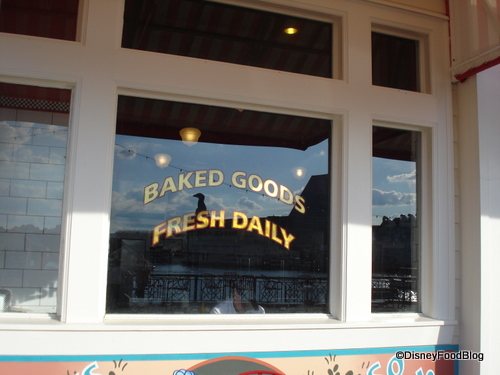 BAKED GOODS
FRESH DAILY
©DisneyFoodBlog